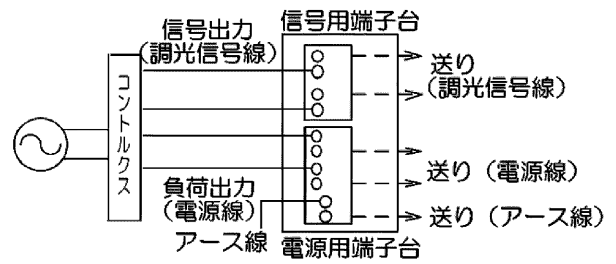 信号出力
(調光信号線)
信号用端子台
送り
(調光信号線)
コントルクス
負荷出力
(電源線)
アース線
送り(電源線)
送り(アース線)
電源用端子台